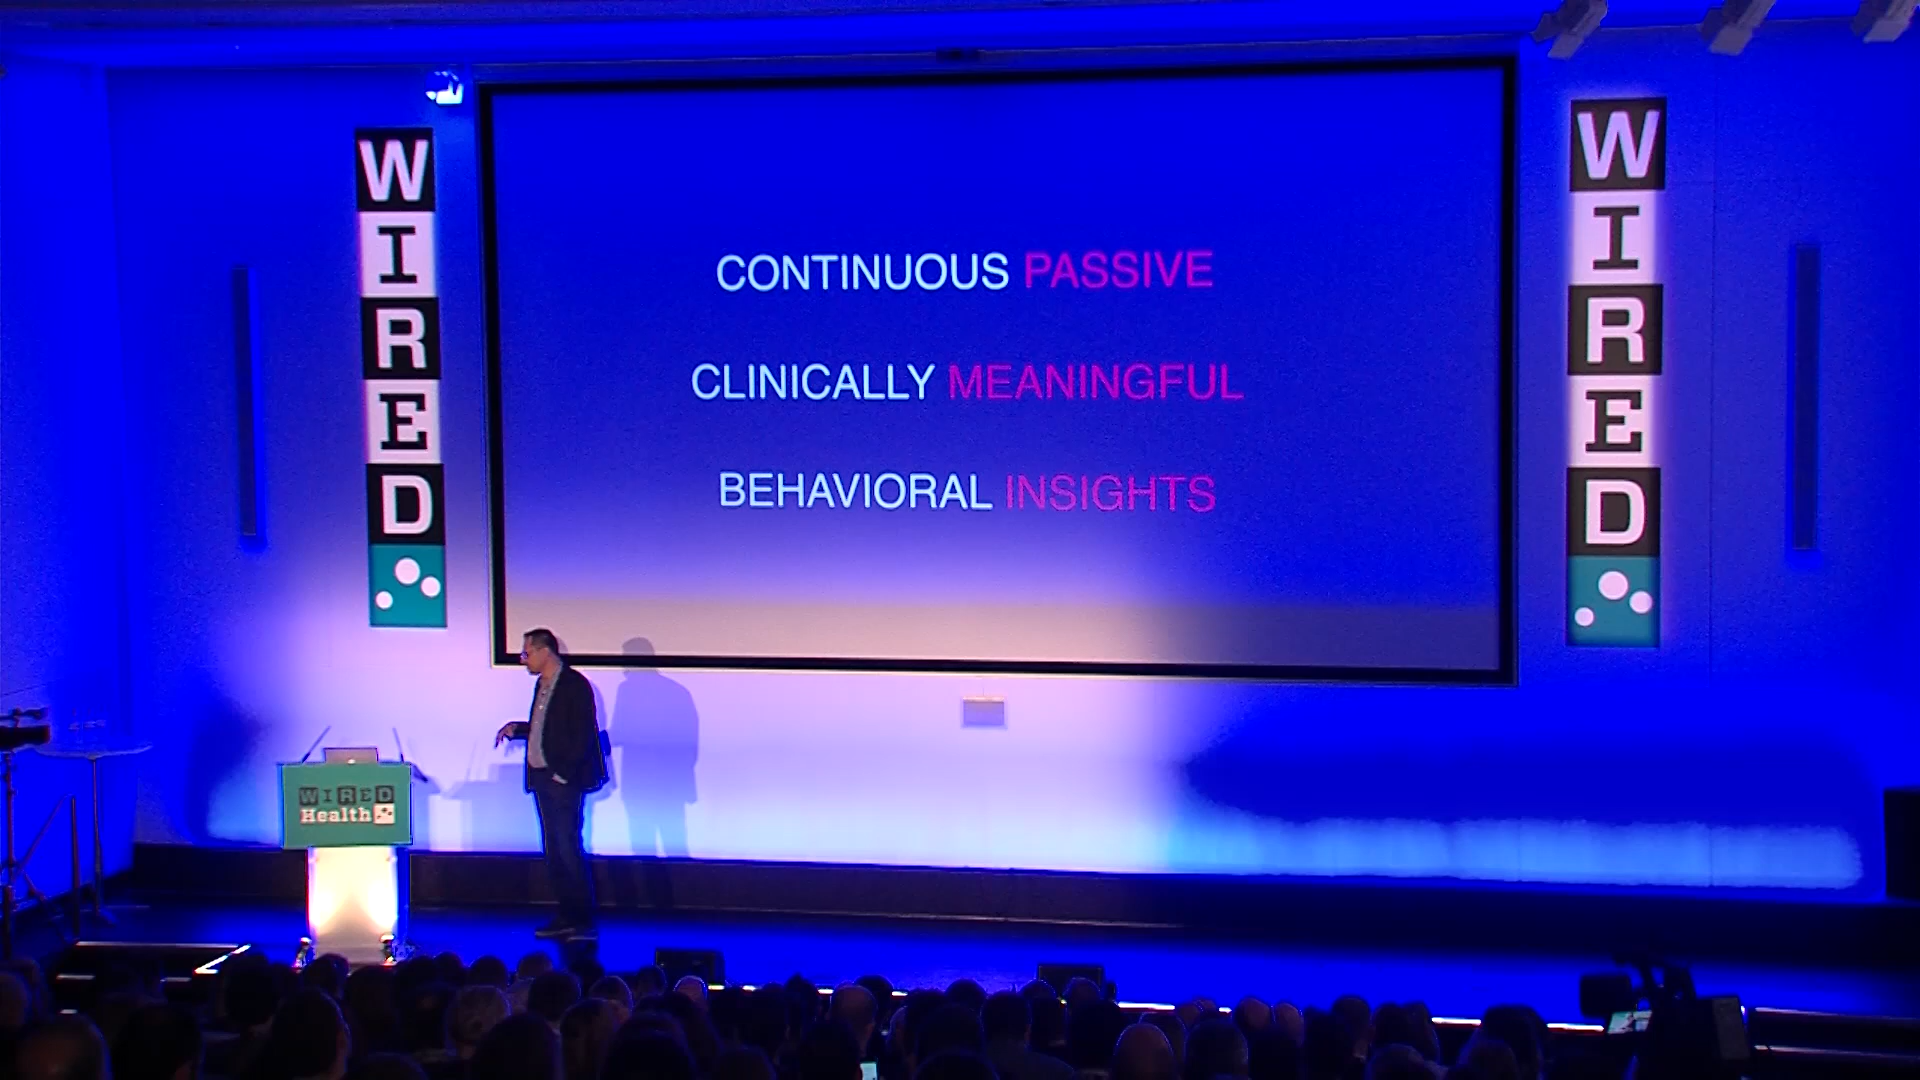 WIRED
CONTINUOUS PASSIVE
CLINICALLY MEANINGFUL
BEHAVIORAL INSIGHTS
WIRED
WIRED
Health